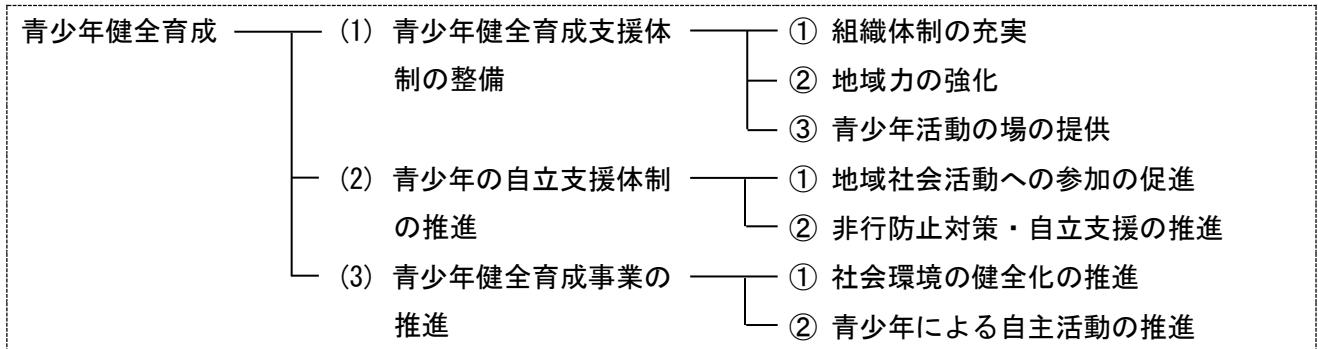 青少年健全育成 (1) 青少年健全育成支援体 ① 組織体制の充実
制の整備 ② 地域力の強化
③ 青少年活動の場の提供
(2) 青少年の自立支援体制 ① 地域社会活動への参加の促進
の推進 ② 非行防止対策・自立支援の推進
(3) 青少年健全育成事業の ① 社会環境の健全化の推進
推進 ② 青少年による自主活動の推進